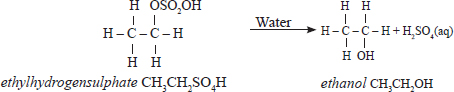 H OSO₂OH
H – C – C – H
H H
Water
H H
H – C – C – H + H₂SO₄(aq)
H OH
ethylhydrogensulphate CH₃CH₂SO₄H
ethanol CH₃CH₂OH